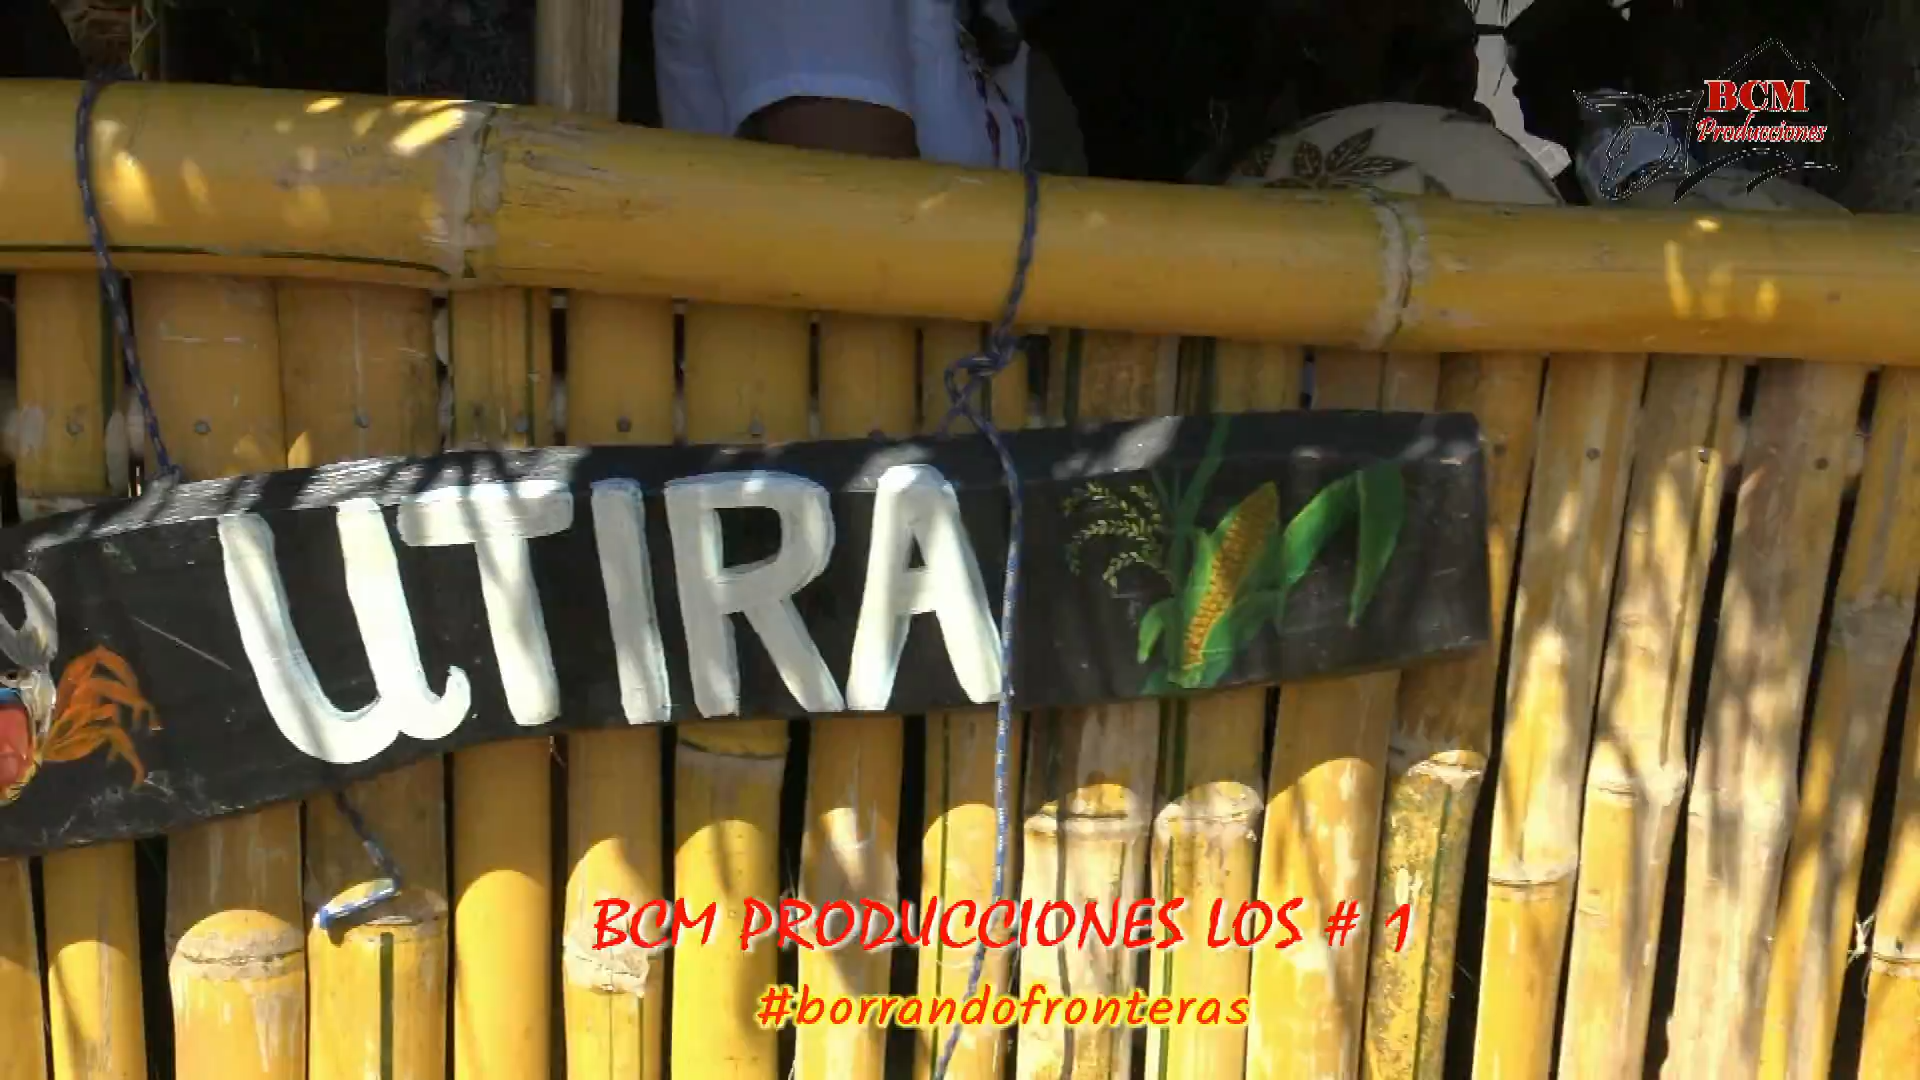 BCM
Producciones
UTIRA
BCM PRODUCCIONES LOS # 1
#borrandofronteras